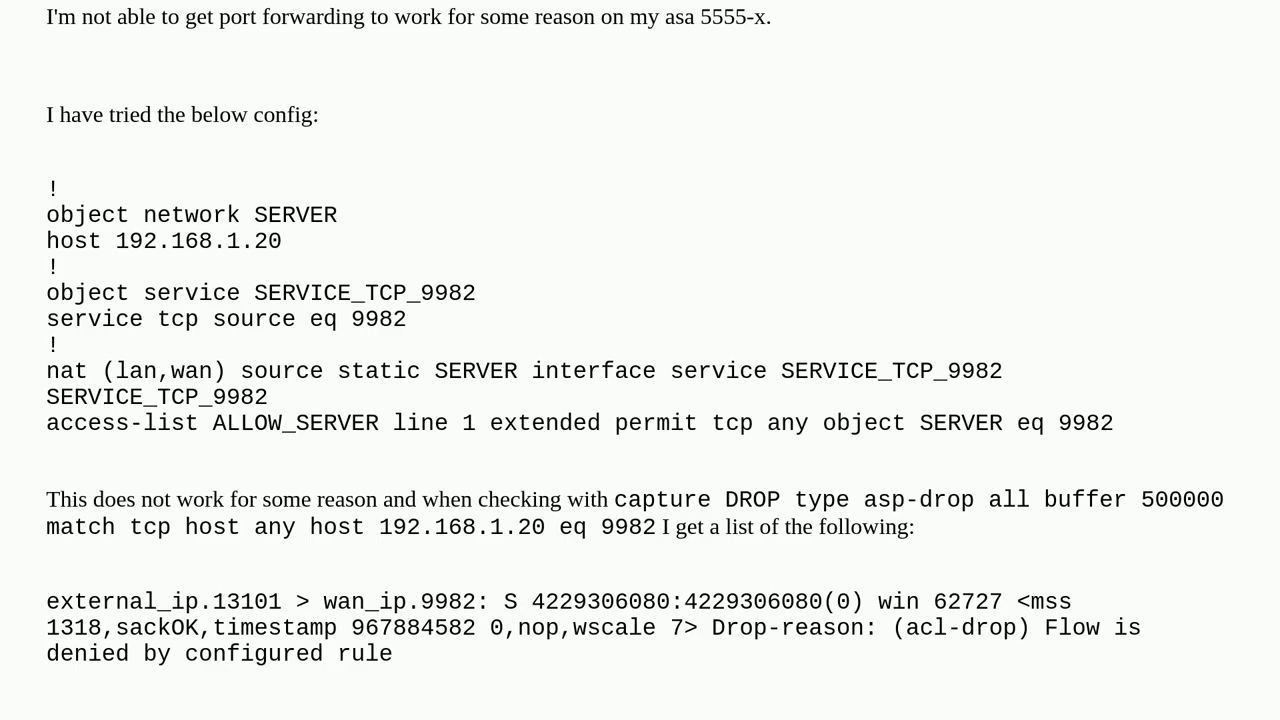 I'm not able to get port forwarding to work for some reason on my asa 5555-x.
I have tried the below config:
!
object network SERVER
host 192.168.1.20
!
object service SERVICE_TCP_9982
service tcp source eq 9982
!
nat (lan,wan) source static SERVER interface service SERVICE_TCP_9982
SERVICE_TCP_9982
access-list ALLOW_SERVER line 1 extended permit tcp any object SERVER eq 9982
This does not work for some reason and when checking with capture DROP type asp-drop all buffer 500000
match tcp host any host 192.168.1.20 eq 9982 I get a list of the following:
external_ip.13101 > wan_ip.9982: S 4229306080:4229306080(0) win 62727 <mss
1318,sackOK,timestamp 967884582 0,nop,wscale 7> Drop-reason: (acl-drop) Flow is
denied by configured rule